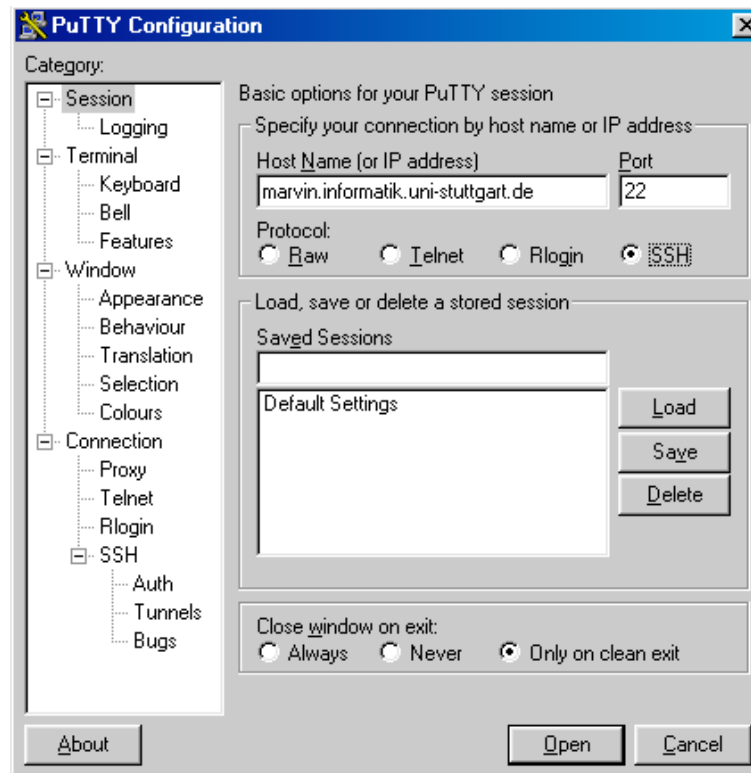 PuTTY Configuration
Category:
Session
Logging
Terminal
Keyboard
Bell
Features
Window
Appearance
Behaviour
Translation
Selection
Colours
Connection
Proxy
Telnet
Rlogin
SSH
Auth
Tunnels
Bugs
Basic options for your PuTTY session
Specify your connection by host name or IP address
Host Name (or IP address) Port
marvin.informatik.uni-stuttgart.de 22
Protocol:
Raw Telnet Rlogin SSH
Load, save or delete a stored session
Saved Sessions
Default Settings
Load
Save
Delete
Close window on exit:
Always Never Only on clean exit
About Open Cancel